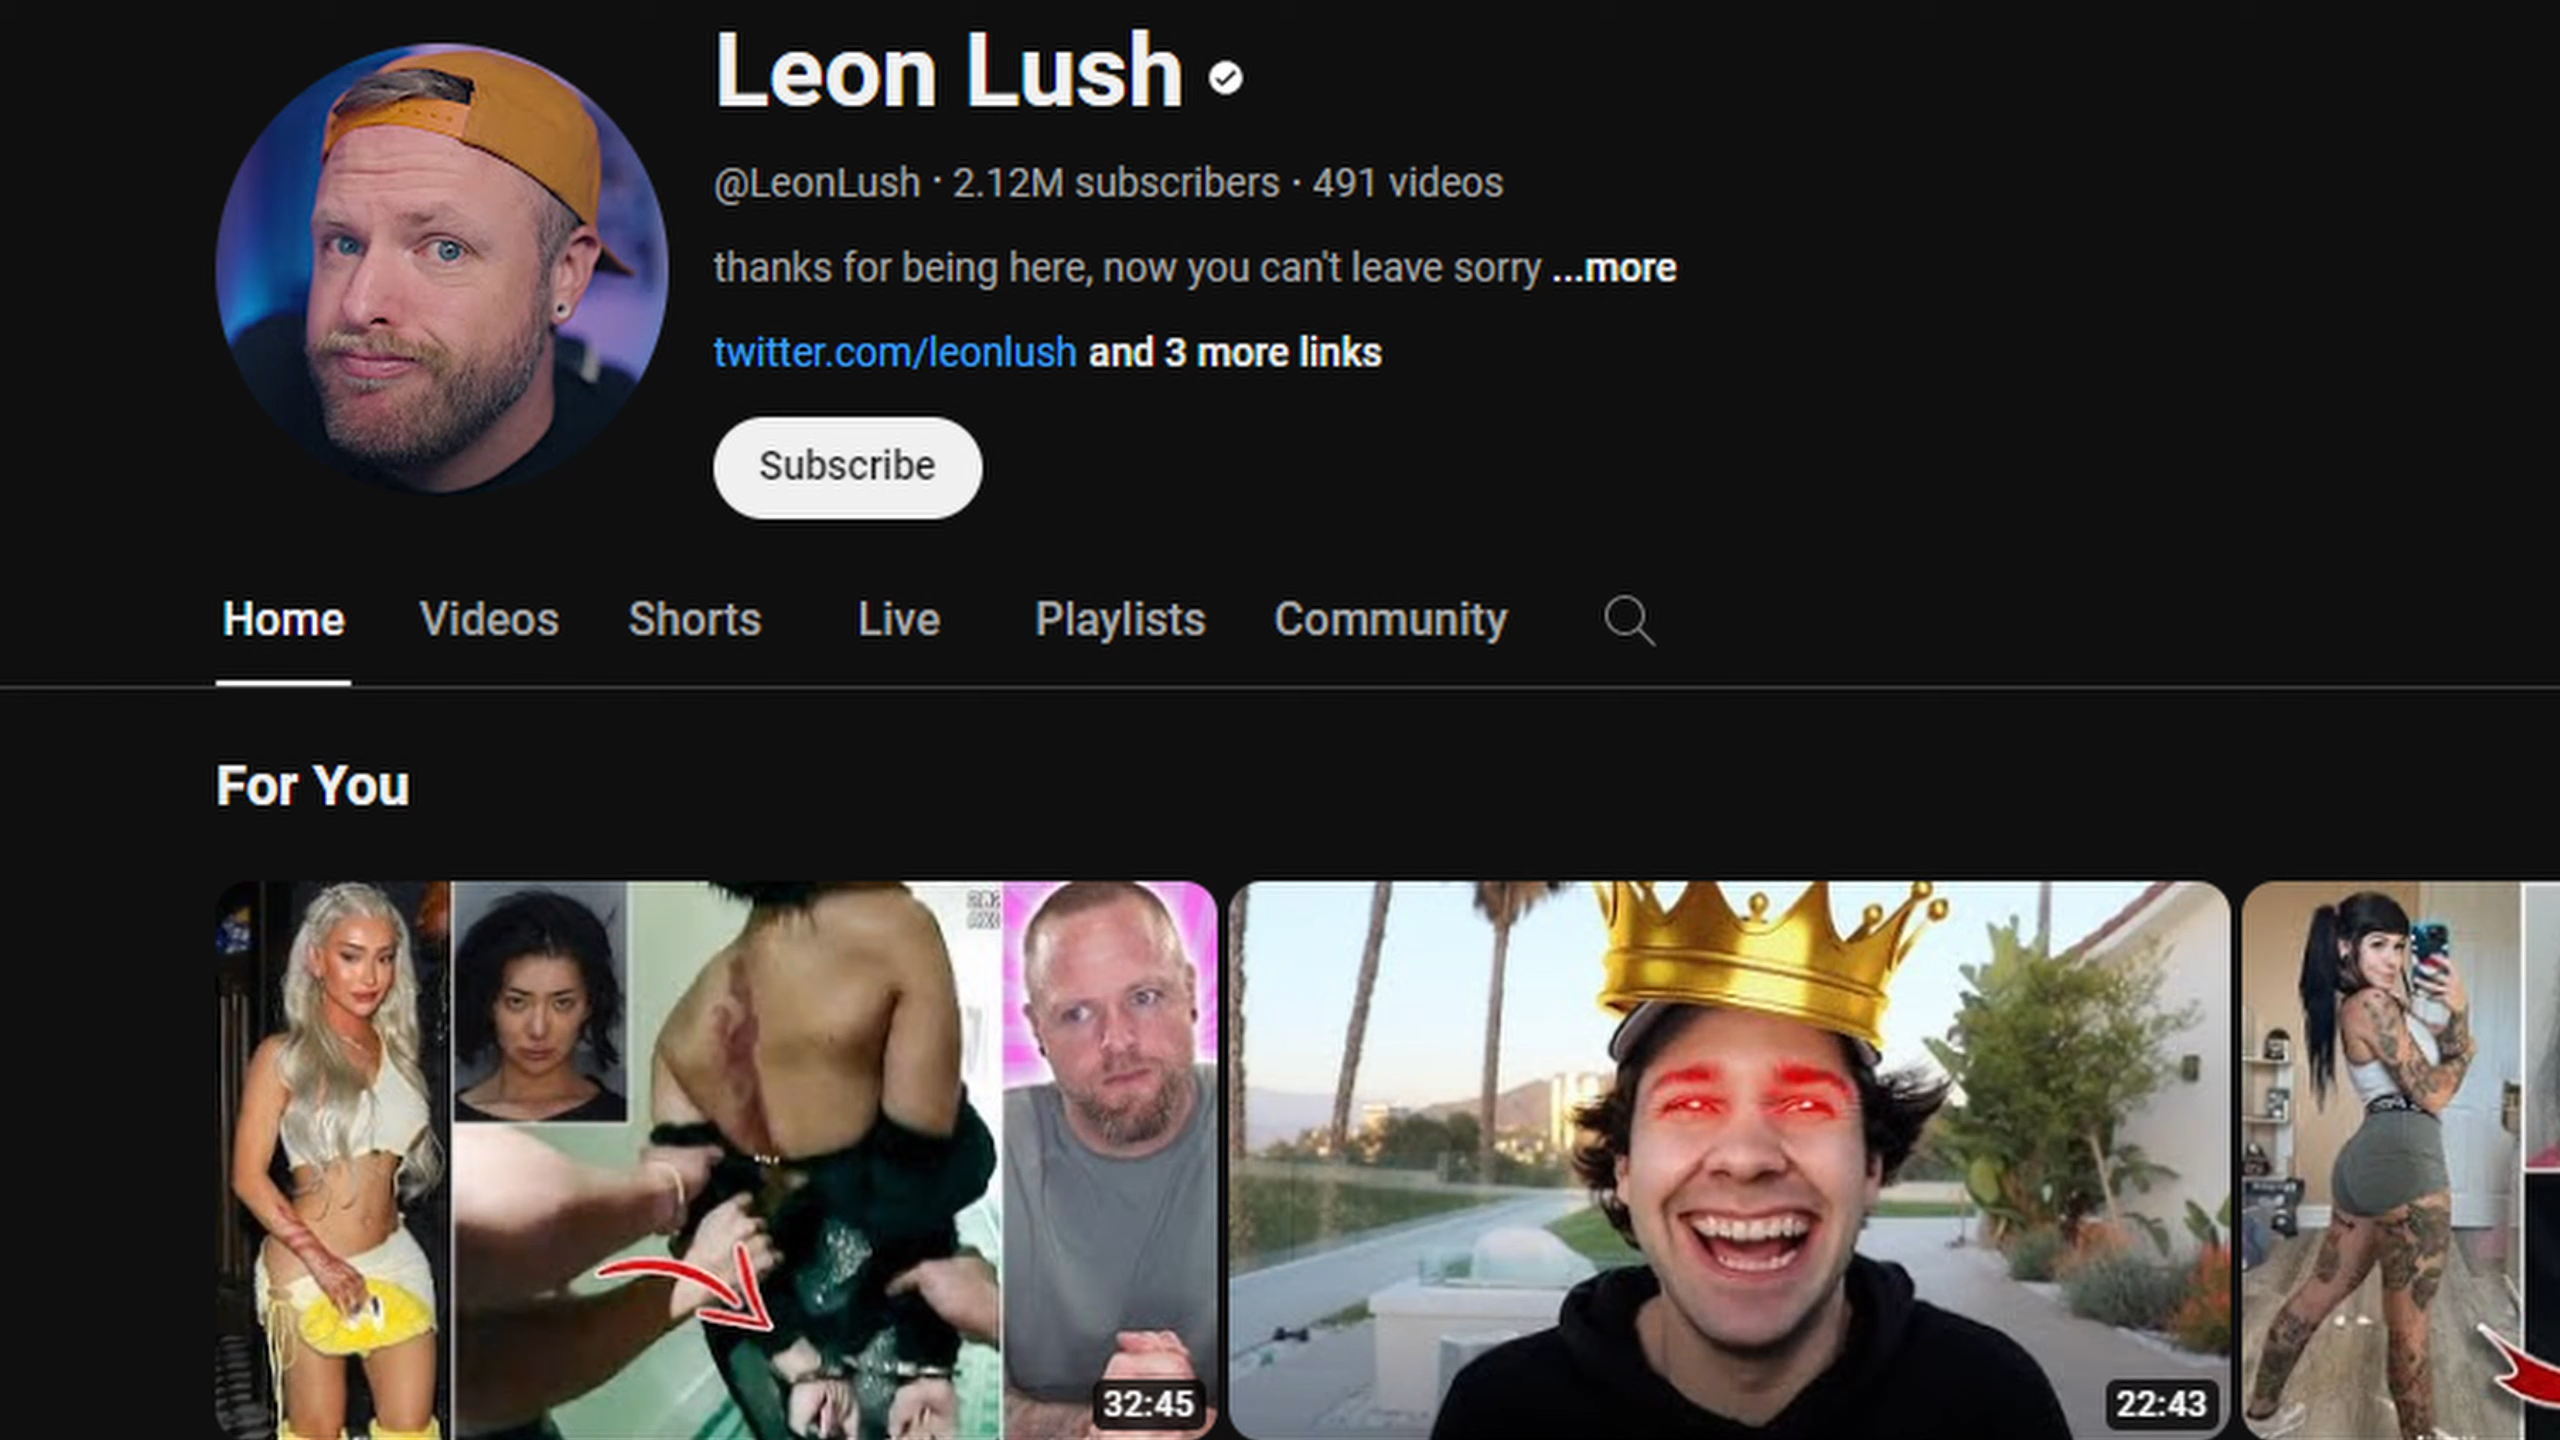 Leon Lush
@LeonLush · 2.12M subscribers · 491 videos
thanks for being here, now you can't leave sorry ...more
twitter.com/leonlush and 3 more links
Subscribe
Home Videos Shorts Live Playlists Community
For You
32:45
22:43